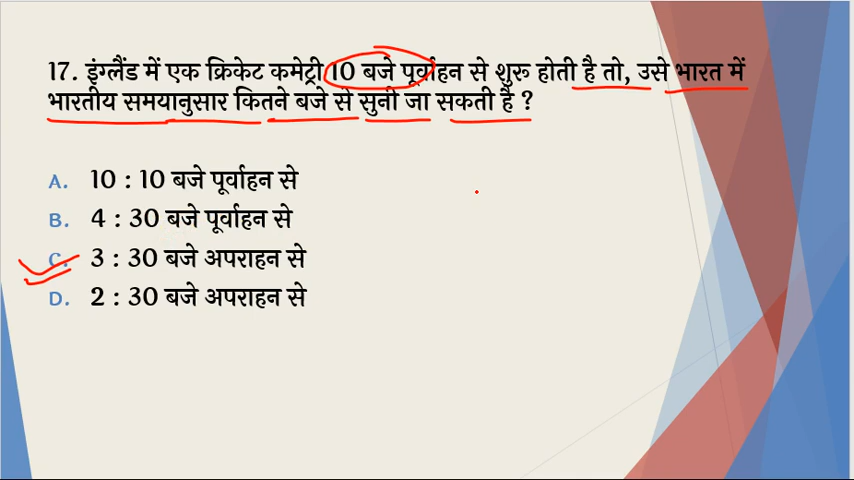 17. इंग्लैंड में एक क्रिकेट कमेट्री 10 बजे पूर्वाहन से शुरू होती है तो, उसे भारत में
भारतीय समयानुसार कितने बजे से सुनी जा सकती है ?
A. 10 : 10 बजे पूर्वाहन से
B. 4 : 30 बजे पूर्वाहन से
C. 3 : 30 बजे अपराहन से
D. 2 : 30 बजे अपराहन से